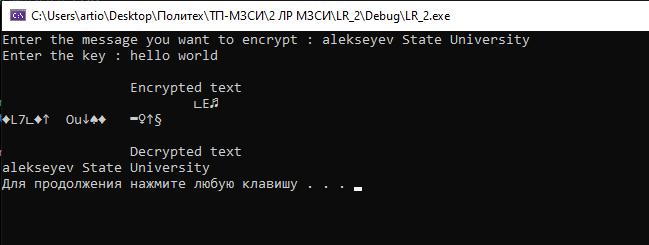 C:\Users\artio\Desktop\Политех\ТП-МЗСИ\2 ЛР МЗСИ\LR_2\Debug\LR_2.exe
Enter the message you want to encrypt : alekseyev State University
Enter the key : hello world
Encrypted text
∟E♬
♦L7∟♦↑ Ou↓♠♦ ━♀↑§
Decrypted text
alekseyev State University
Для продолжения нажмите любую клавишу . . .